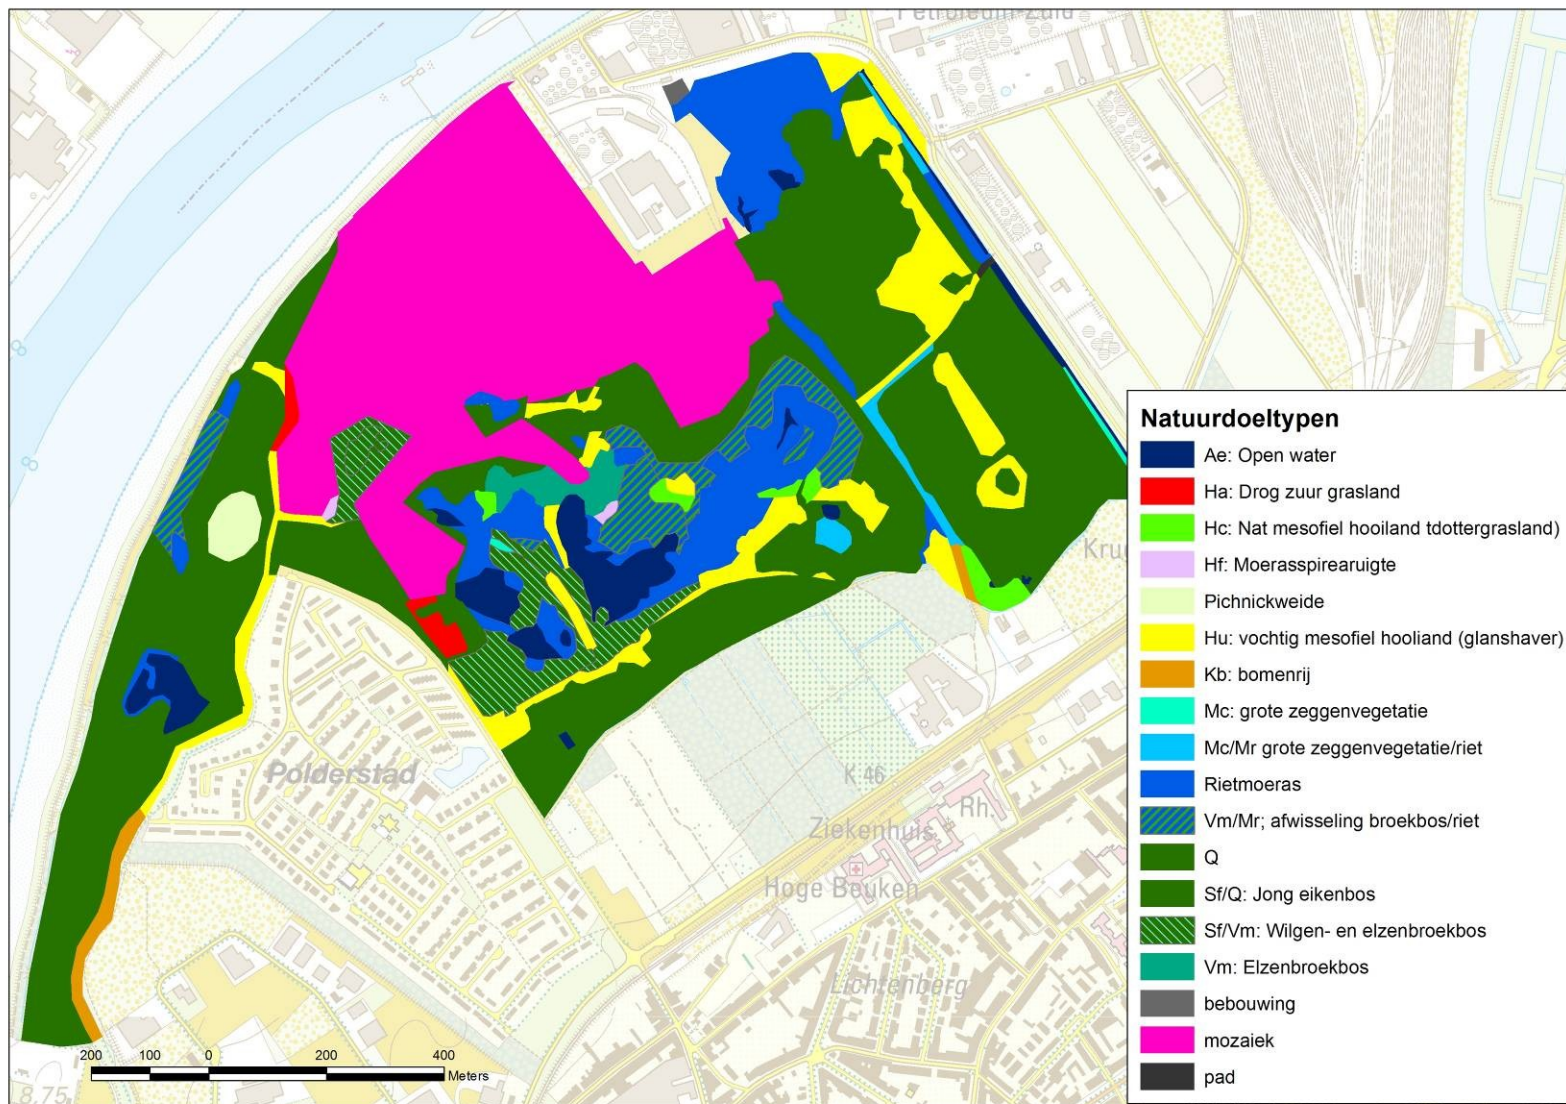 Petroleum-Zuid
Natuurdoeltypen
Ae: Open water
Ha: Drog zuur grasland
Hc: Nat mesofiel hooiland tdottergrasland)
Hf: Moerasspirearuigte
Pichnickweide
Hu: vochtig mesofiel hooliand (glanshaver)
Kb: bomenrij
Mc: grote zeggenvegetatie
Mc/Mr grote zeggenvegetatie/riet
Rietmoeras
Vm/Mr; afwisseling broekbos/riet
Q
Sf/Q: Jong eikenbos
Sf/Vm: Wilgen- en elzenbroekbos
Vm: Elzenbroekbos
bebouwing
mozaiek
pad
Polderstad
K 46
Rh.
Ziekenhuis
Hoge Beuken
Lichtenberg
200 100 0 200 400
Meters
8.75